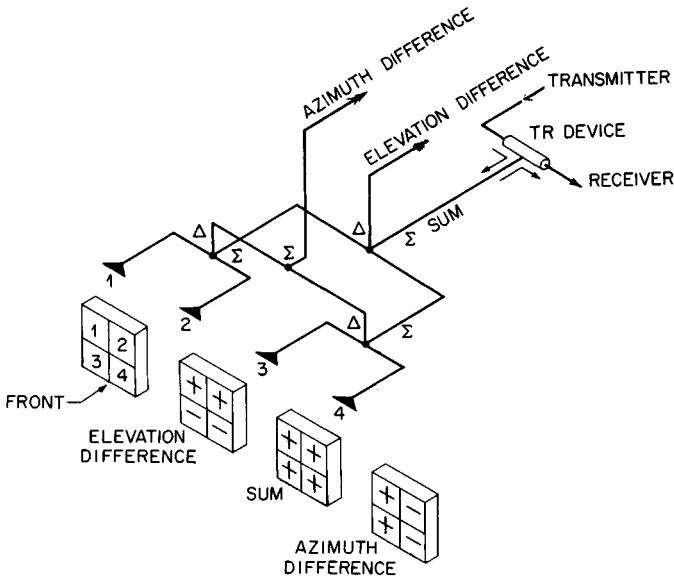 AZIMUTH DIFFERENCE
ELEVATION DIFFERENCE
TRANSMITTER
TR DEVICE
RECEIVER
SUM
Δ
Σ
Δ
Σ
Σ
1
2
Δ
Σ
3
4
1 2
3 4
FRONT
+ +
− −
ELEVATION
DIFFERENCE
+ +
+ +
SUM
+ −
+ −
AZIMUTH
DIFFERENCE